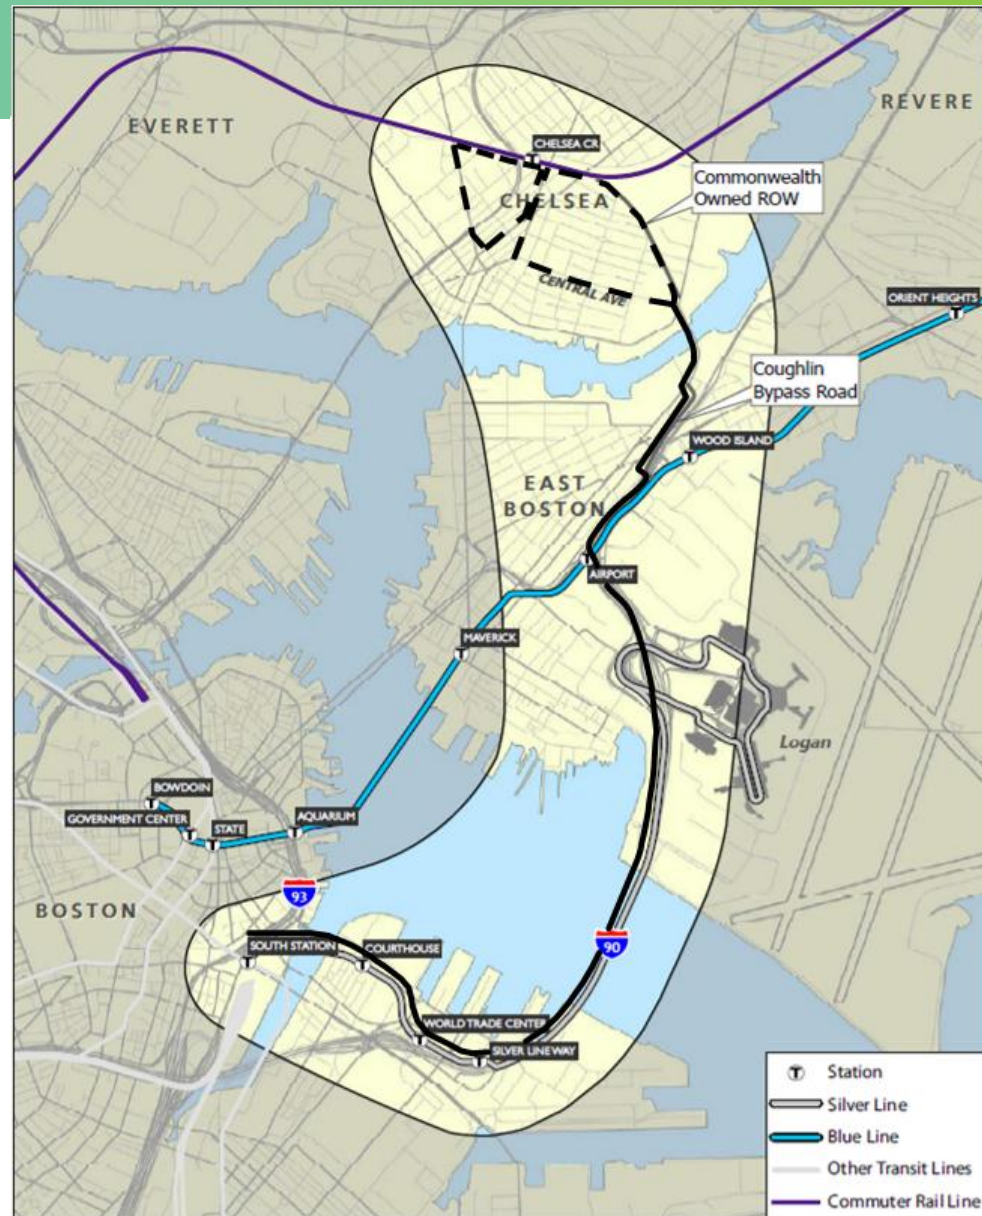 EVERETT
REVERE
CHELSEA CR
Commonwealth
Owned ROW
CHELSEA
CENTRAL AVE
ORIENT HEIGHTS
Coughlin
Bypass Road
WOOD ISLAND
EAST
BOSTON
AIRPORT
MAVERICK
Logan
BOWDOIN
GOVERNMENT CENTER
STATE
AQUARIUM
93
BOSTON
90
SOUTH STATION
COURTHOUSE
WORLD TRADE CENTER
SILVER LINE WAY
T Station
Silver Line
Blue Line
Other Transit Lines
Commuter Rail Line